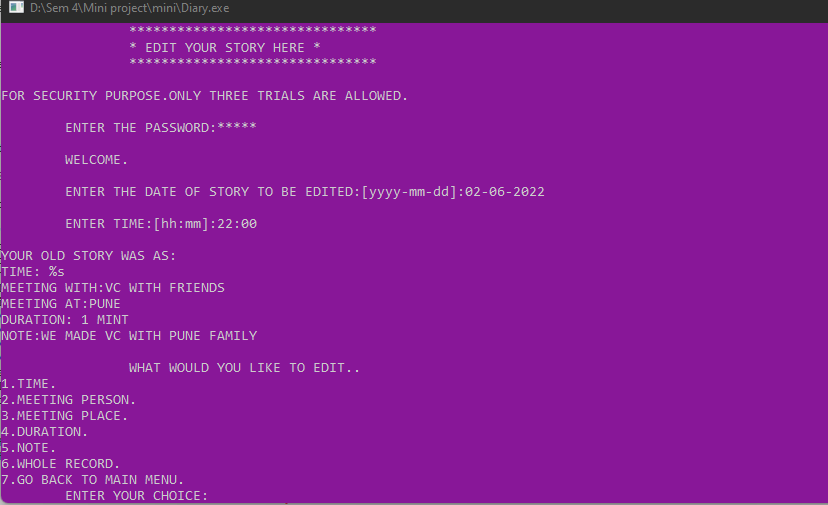 D:\Sem 4\Mini project\mini\Diary.exe
*******************************
* EDIT YOUR STORY HERE *
*******************************
FOR SECURITY PURPOSE.ONLY THREE TRIALS ARE ALLOWED.
ENTER THE PASSWORD:*****
WELCOME.
ENTER THE DATE OF STORY TO BE EDITED:[yyyy-mm-dd]:02-06-2022
ENTER TIME:[hh:mm]:22:00
YOUR OLD STORY WAS AS:
TIME: %s
MEETING WITH:VC WITH FRIENDS
MEETING AT:PUNE
DURATION: 1 MINT
NOTE:WE MADE VC WITH PUNE FAMILY
WHAT WOULD YOU LIKE TO EDIT..
1.TIME.
2.MEETING PERSON.
3.MEETING PLACE.
4.DURATION.
5.NOTE.
6.WHOLE RECORD.
7.GO BACK TO MAIN MENU.
ENTER YOUR CHOICE: